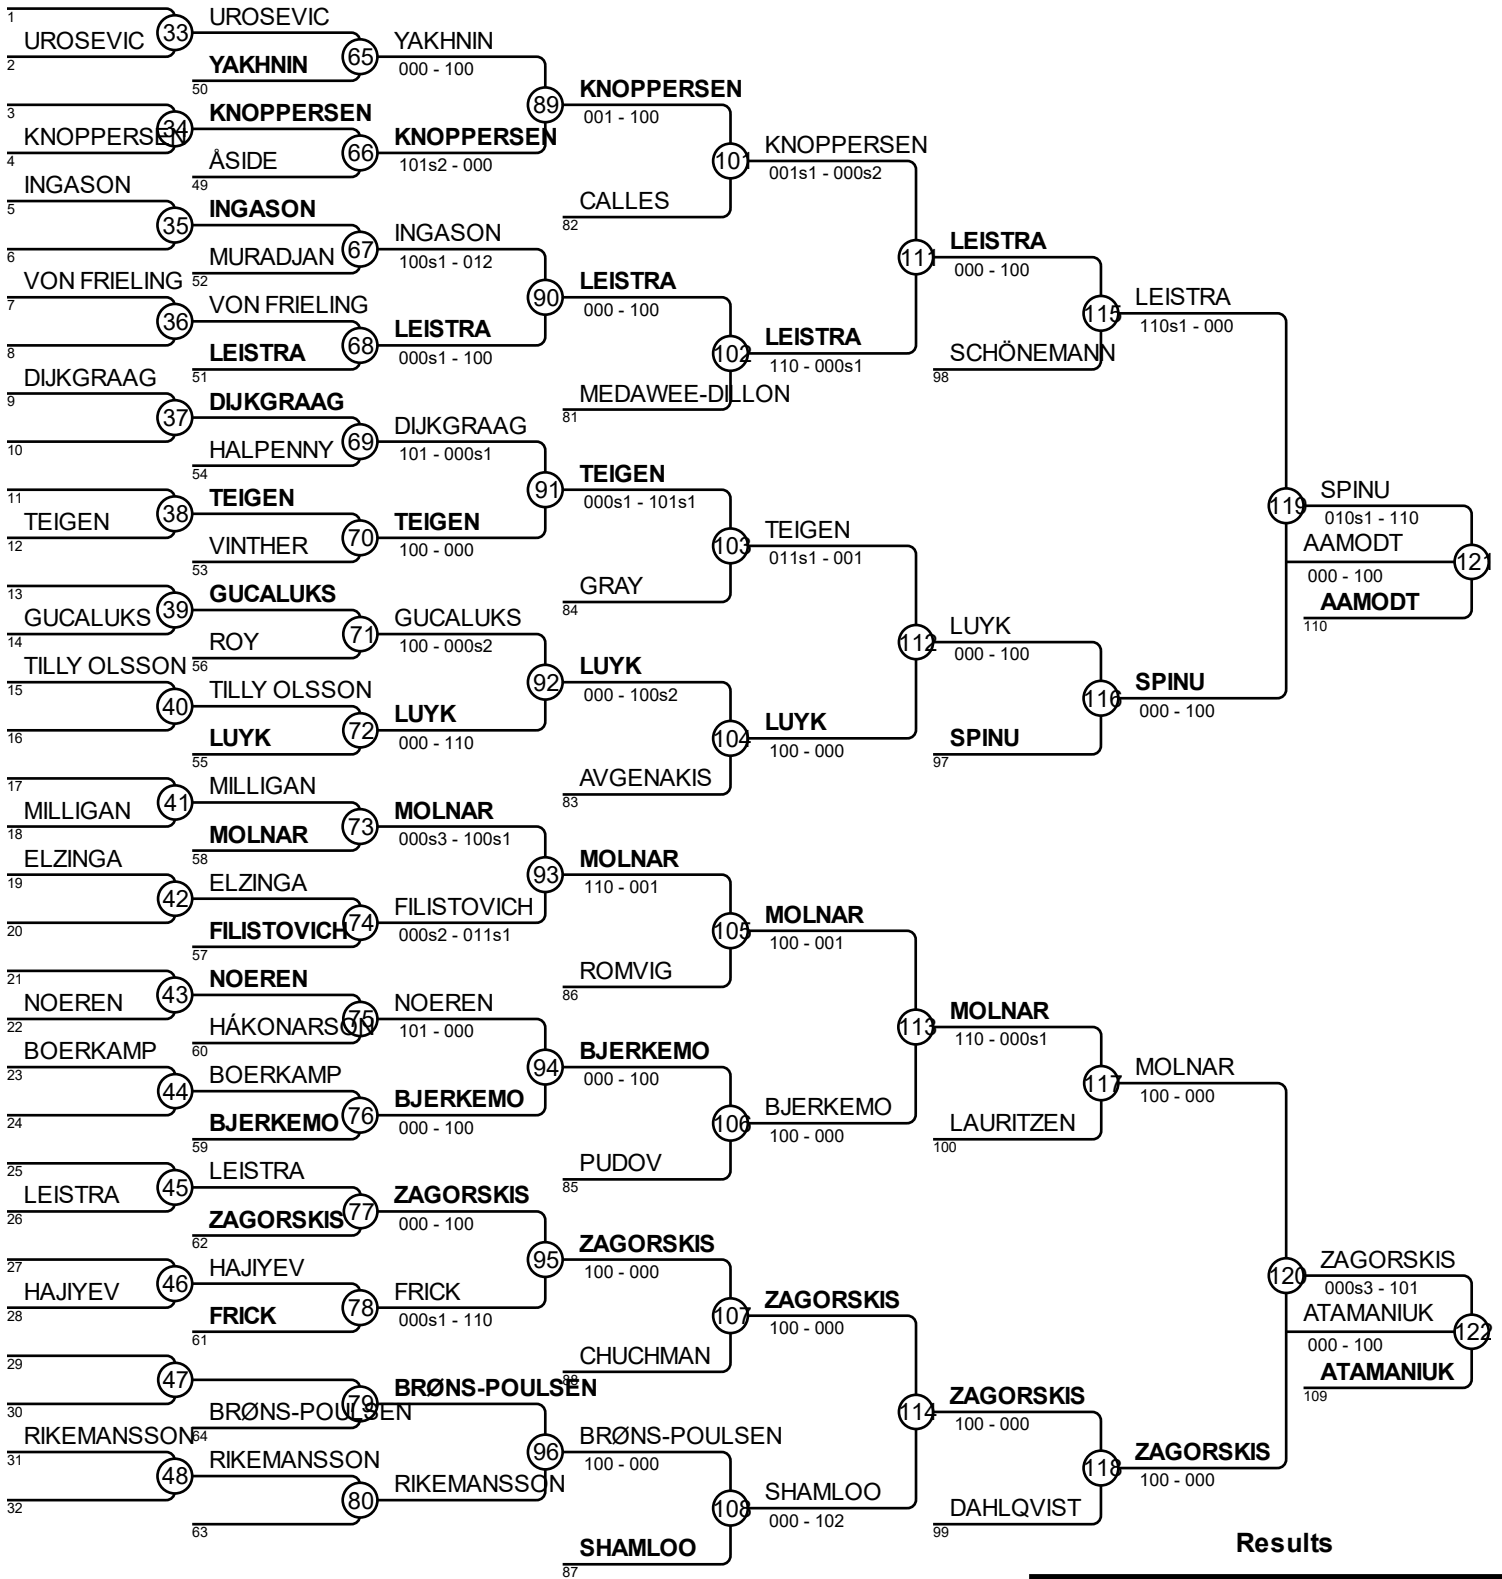 1
UROSEVIC
2
33
3
KNOPPERSEN
4
34
INGASON
5
6
35
VON FRIELING
7
8
36
DIJKGRAAG
9
10
37
11
TEIGEN
12
38
13
GUCALUKS
14
39
TILLY OLSSON
15
16
40
17
MILLIGAN
18
41
ELZINGA
19
20
42
21
NOEREN
22
43
BOERKAMP
23
24
44
25
LEISTRA
26
45
27
HAJIYEV
28
46
29
30
47
RIKEMANSSON
31
32
48
UROSEVIC
YAKHNIN
50
65
KNOPPERSEN
ÅSIDE
49
66
INGASON
MURADJAN
52
67
VON FRIELING
LEISTRA
51
68
DIJKGRAAG
HALPENNY
54
69
TEIGEN
VINTHER
53
70
GUCALUKS
ROY
56
71
TILLY OLSSON
LUYK
55
72
MILLIGAN
MOLNAR
58
73
ELZINGA
FILISTOVICH
57
74
NOEREN
HÁKONARSON
60
75
BOERKAMP
BJERKEMO
59
76
LEISTRA
ZAGORSKIS
62
77
HAJIYEV
FRICK
61
78
BRØNS-POULSEN
64
79
RIKEMANSSON
63
80
YAKHNIN
000 - 100
KNOPPERSEN
101s2 - 000
89
INGASON
100s1 - 012
LEISTRA
000s1 - 100
90
DIJKGRAAG
101 - 000s1
TEIGEN
100 - 000
91
GUCALUKS
100 - 000s2
LUYK
000 - 110
92
MOLNAR
000s3 - 100s1
FILISTOVICH
000s2 - 011s1
93
NOEREN
101 - 000
BJERKEMO
000 - 100
94
ZAGORSKIS
000 - 100
FRICK
000s1 - 110
95
BRØNS-POULSEN
RIKEMANSSON
96
KNOPPERSEN
001 - 100
CALLES
82
101
LEISTRA
000 - 100
MEDAWEE-DILLON
81
102
TEIGEN
000s1 - 101s1
GRAY
84
103
LUYK
000 - 100s2
AVGENAKIS
83
104
MOLNAR
110 - 001
ROMVIG
86
105
BJERKEMO
000 - 100
PUDOV
85
106
ZAGORSKIS
100 - 000
CHUCHMAN
88
107
BRØNS-POULSEN
100 - 000
SHAMLOO
87
108
KNOPPERSEN
001s1 - 000s2
LEISTRA
110 - 000s1
111
TEIGEN
011s1 - 001
LUYK
100 - 000
112
MOLNAR
100 - 001
BJERKEMO
100 - 000
113
ZAGORSKIS
100 - 000
SHAMLOO
000 - 102
114
LEISTRA
000 - 100
SCHÖNEMANN
98
115
LUYK
000 - 100
SPINU
97
116
MOLNAR
110 - 000s1
LAURITZEN
100
117
ZAGORSKIS
100 - 000
DAHLQVIST
99
118
LEISTRA
110s1 - 000
SPINU
000 - 100
119
MOLNAR
100 - 000
ZAGORSKIS
100 - 000
120
SPINU
010s1 - 110
AAMODT
000 - 100
AAMODT
110
121
ZAGORSKIS
000s3 - 101
ATAMANIUK
000 - 100
ATAMANIUK
109
122
Results